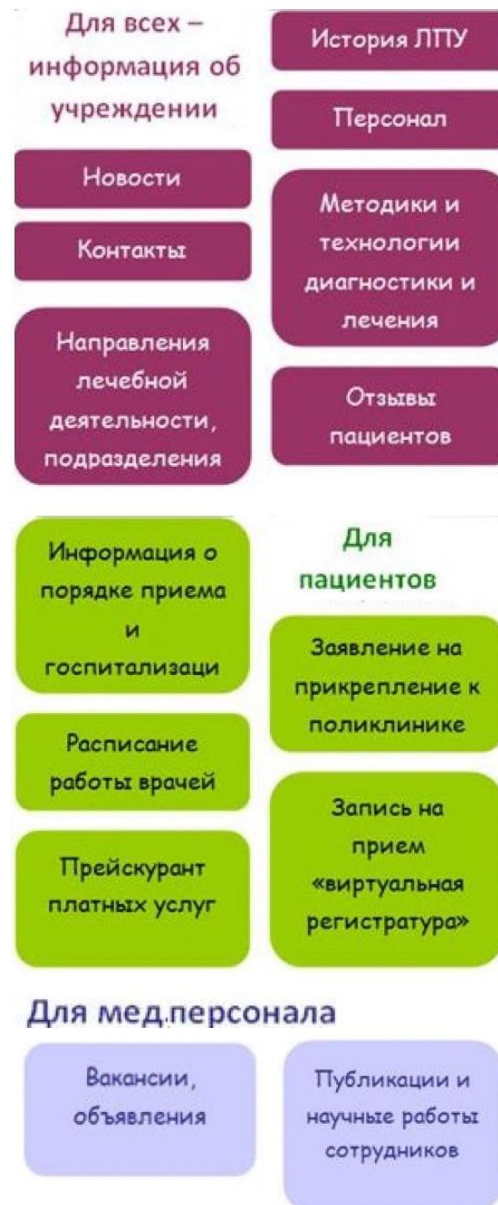 Для всех –
информация об
учреждении
Новости
Контакты
Направления
лечебной
деятельности,
подразделения
История ЛПУ
Персонал
Методики и
технологии
диагностики и
лечения
Отзывы
пациентов
Информация о
порядке приема
и
госпитализаци
Расписание
работы врачей
Прейскурант
платных услуг
Для
пациентов
Заявление на
прикрепление к
поликлинике
Запись на
прием
«виртуальная
регистратура»
Для мед.персонала
Вакансии,
объявления
Публикации и
научные работы
сотрудников